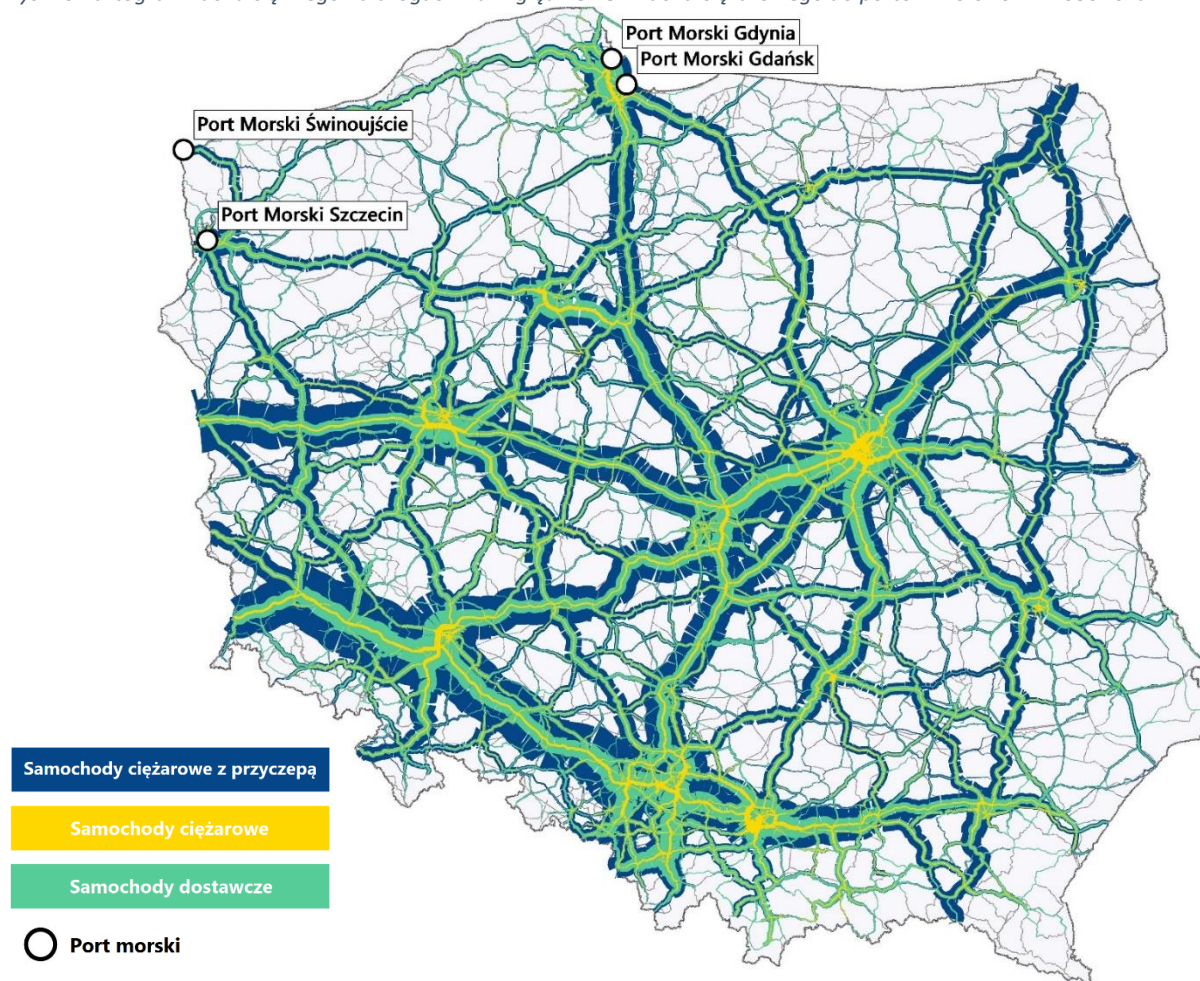 Port Morski Gdynia
Port Morski Gdańsk
Port Morski Świnoujście
Port Morski Szczecin
Samochody ciężarowe z przyczepą
Samochody ciężarowe
Samochody dostawcze
Port morski